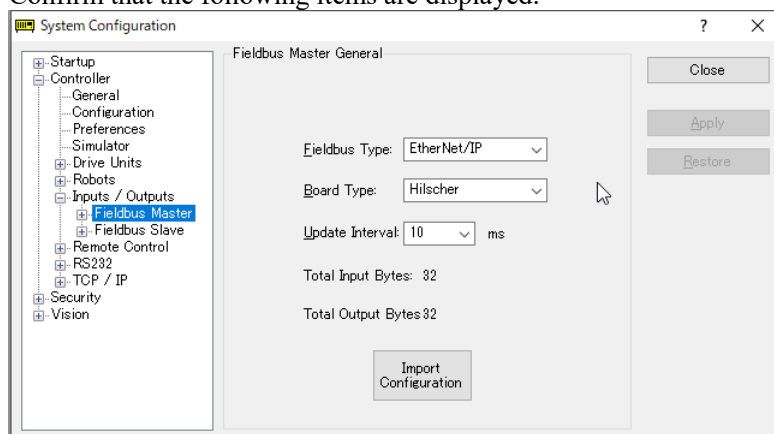 Confirm that the following items are displayed.
System Configuration
?
Startup
Controller
General
Configuration
Preferences
Simulator
Drive Units
Robots
Inputs / Outputs
Fieldbus Master
Fieldbus Slave
Remote Control
RS232
TCP / IP
Security
Vision
Fieldbus Master General
Fieldbus Type: EtherNet/IP
Board Type: Hilscher
Update Interval: 10 ms
Total Input Bytes: 32
Total Output Bytes 32
Import
Configuration
Close
Apply
Restore